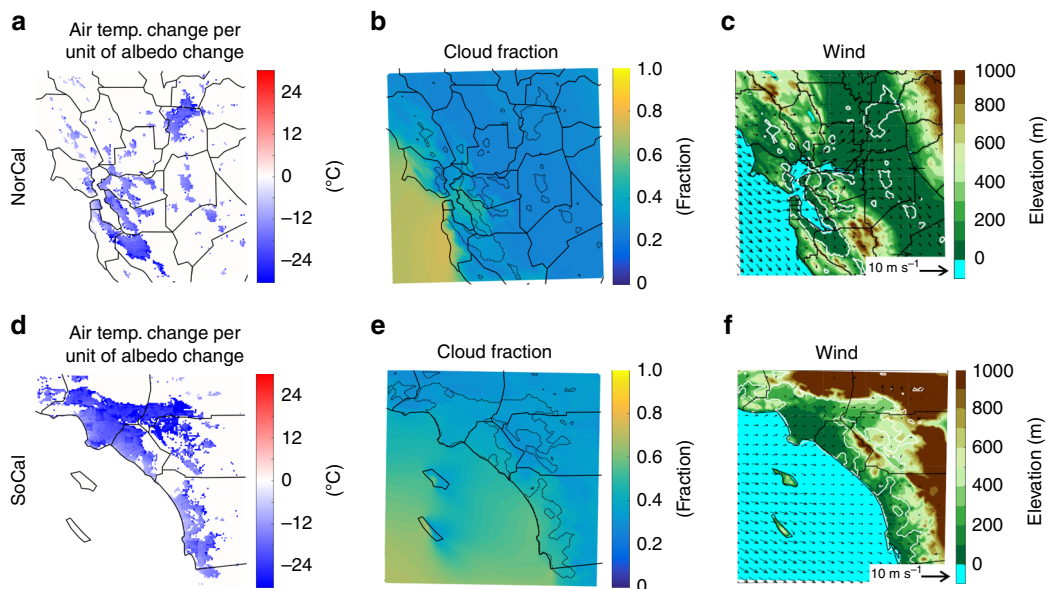 a
Air temp. change per
unit of albedo change
NorCal
24
12
0
−12
−24
(°C)
b
Cloud fraction
1.0
0.8
0.6
0.4
0.2
0
(Fraction)
c
Wind
10 m s⁻¹
1000
800
600
400
200
0
Elevation (m)
d
Air temp. change per
unit of albedo change
SoCal
24
12
0
−12
−24
(°C)
e
Cloud fraction
1.0
0.8
0.6
0.4
0.2
0
(Fraction)
f
Wind
10 m s⁻¹
1000
800
600
400
200
0
Elevation (m)